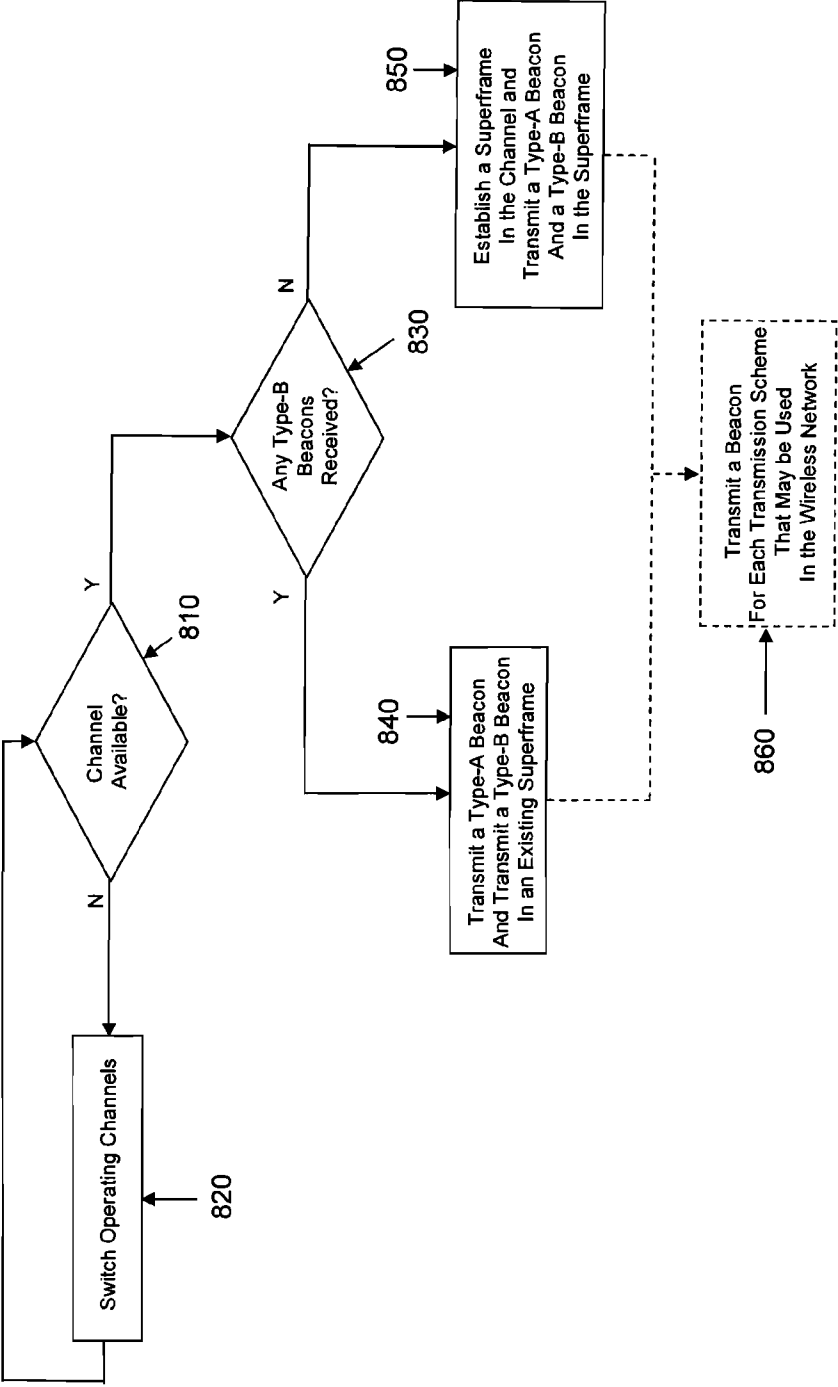 Channel
Available?
810
N
Y
Switch Operating Channels
820
Any Type-B
Beacons
Received?
830
Y
N
Transmit a Type-A Beacon
And Transmit a Type-B Beacon
In an Existing Superframe
840
Establish a Superframe
In the Channel and
Transmit a Type-A Beacon
And a Type-B Beacon
In the Superframe
850
Transmit a Beacon
For Each Transmission Scheme
That May be Used
In the Wireless Network
860